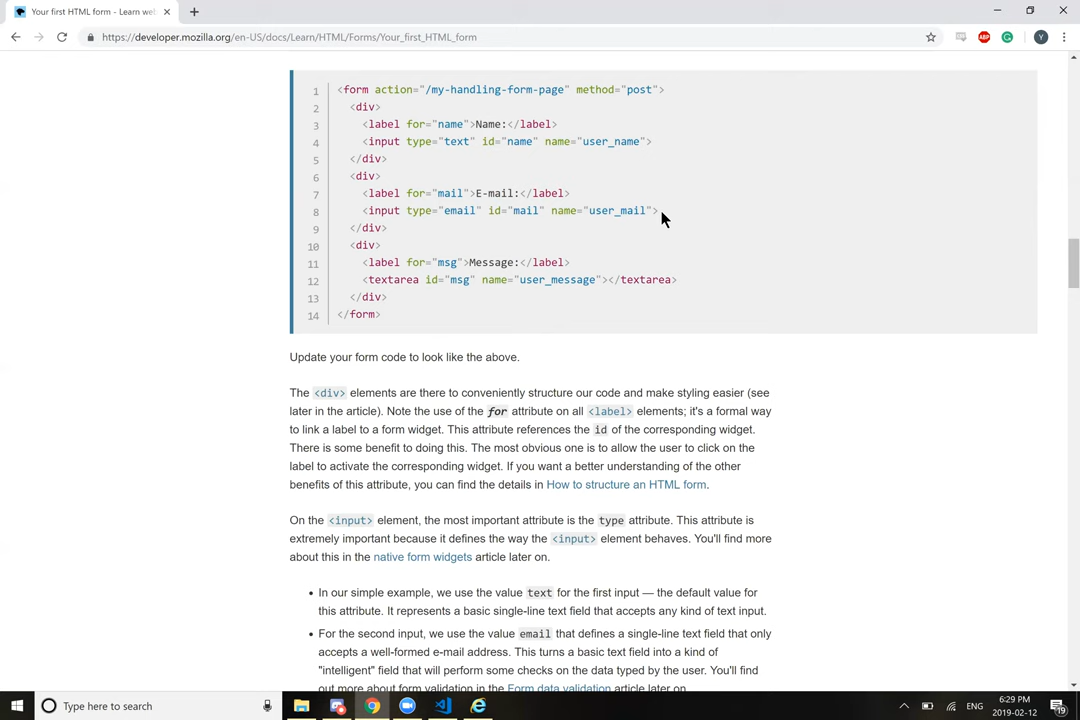 Your first HTML form - Learn we
https://developer.mozilla.org/en-US/docs/Learn/HTML/Forms/Your_first_HTML_form
ABP
Y
1 <form action="/my-handling-form-page" method="post">
2 <div>
3 <label for="name">Name:</label>
4 <input type="text" id="name" name="user_name">
5 </div>
6 <div>
7 <label for="mail">E-mail:</label>
8 <input type="email" id="mail" name="user_mail">
9 </div>
10 <div>
11 <label for="msg">Message:</label>
12 <textarea id="msg" name="user_message"></textarea>
13 </div>
14 </form>
Update your form code to look like the above.
The <div> elements are there to conveniently structure our code and make styling easier (see
later in the article). Note the use of the for attribute on all <label> elements; it's a formal way
to link a label to a form widget. This attribute references the id of the corresponding widget.
There is some benefit to doing this. The most obvious one is to allow the user to click on the
label to activate the corresponding widget. If you want a better understanding of the other
benefits of this attribute, you can find the details in How to structure an HTML form.
On the <input> element, the most important attribute is the type attribute. This attribute is
extremely important because it defines the way the <input> element behaves. You'll find more
about this in the native form widgets article later on.
• In our simple example, we use the value text for the first input — the default value for
this attribute. It represents a basic single-line text field that accepts any kind of text input.
• For the second input, we use the value email that defines a single-line text field that only
accepts a well-formed e-mail address. This turns a basic text field into a kind of
"intelligent" field that will perform some checks on the data typed by the user. You'll find
out more about form validation in the Form data validation article later on.
Type here to search
ENG
6:29 PM
2019-02-12
19